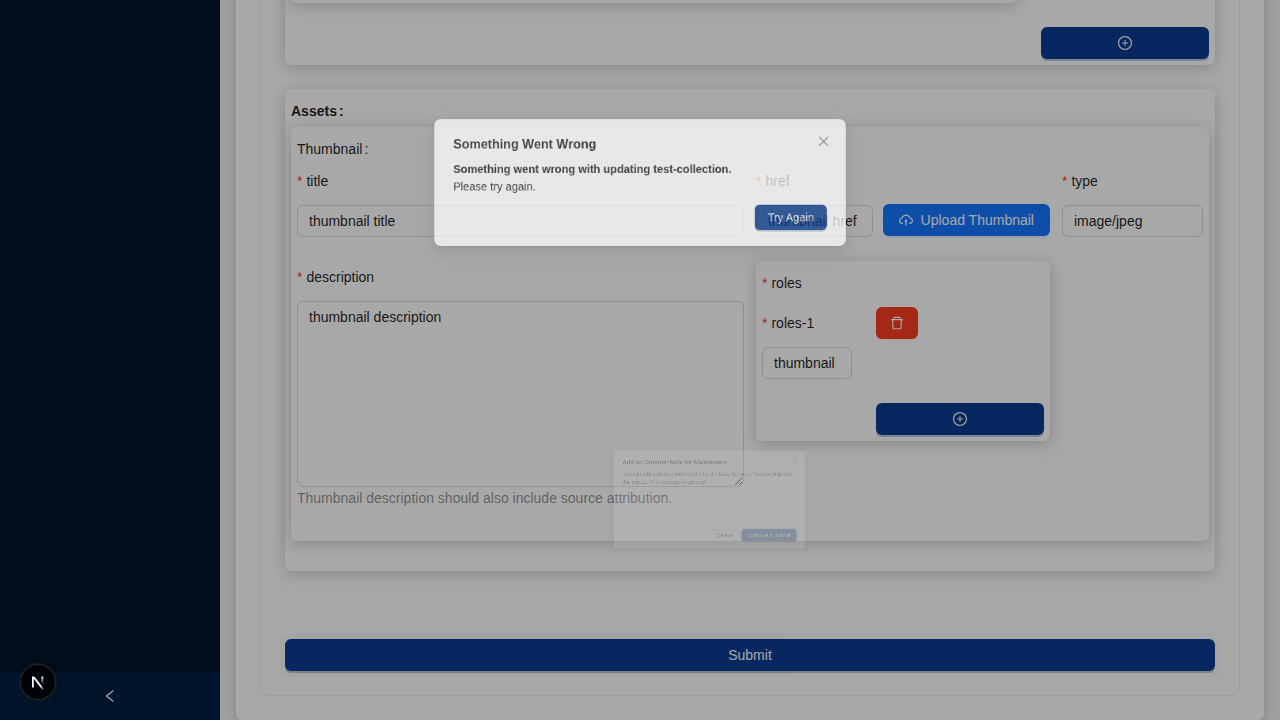 Assets :
Something Went Wrong
Something went wrong with updating test-collection.
Please try again.
Try Again
Thumbnail :
* title
* href
* type
thumbnail title
thumbnail href
Upload Thumbnail
image/jpeg
* description
thumbnail description
* roles
* roles-1
thumbnail
Add an Optional Note for Maintainers
Cancel
Continue & Submit
Thumbnail description should also include source attribution.
Submit
N